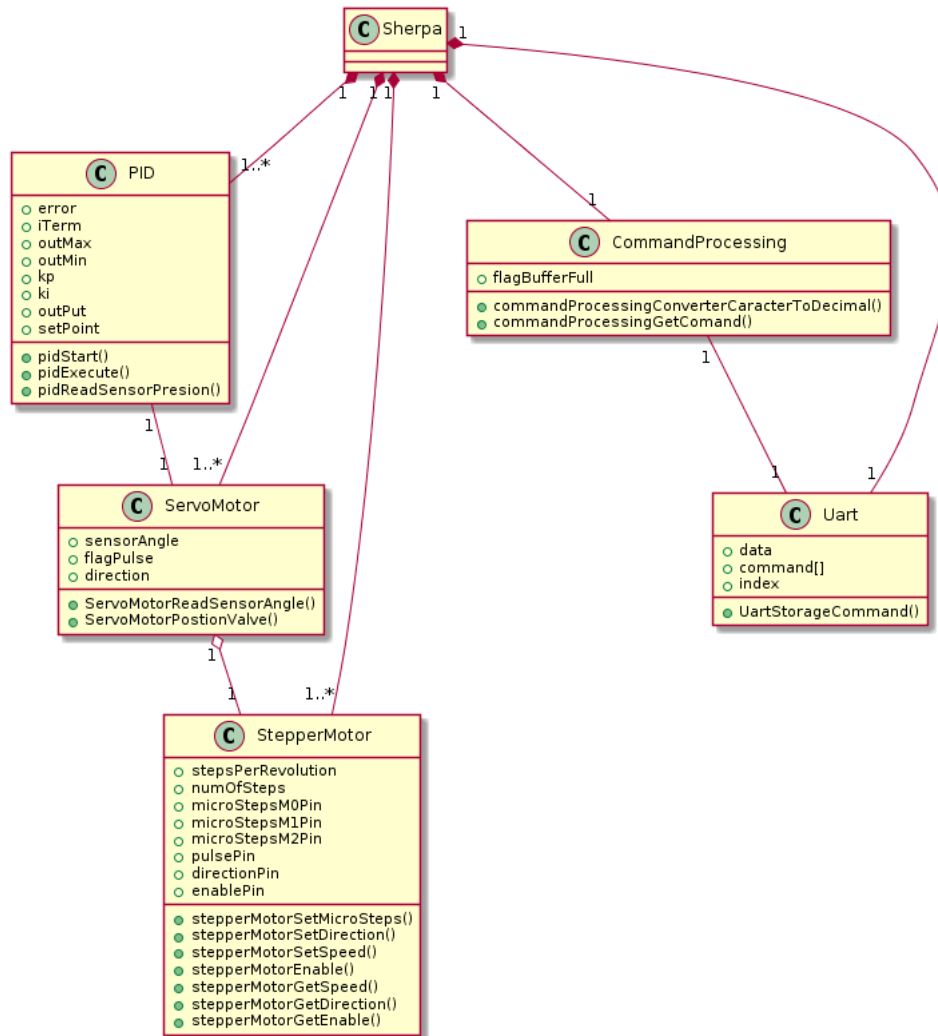 C Sherpa
1
1
1
1
1
1..*
C PID
error
iTerm
outMax
outMin
kp
ki
outPut
setPoint
pidStart()
pidExecute()
pidReadSensorPresion()
1
C CommandProcessing
flagBufferFull
commandProcessingConverterCaracterToDecimal()
commandProcessingGetComand()
1
1
1
1..*
1
1
C ServoMotor
sensorAngle
flagPulse
direction
ServoMotorReadSensorAngle()
ServoMotorPostionValve()
C Uart
data
command[]
index
UartStorageCommand()
1
1
1..*
C StepperMotor
stepsPerRevolution
numOfSteps
microStepsM0Pin
microStepsM1Pin
microStepsM2Pin
pulsePin
directionPin
enablePin
stepperMotorSetMicroSteps()
stepperMotorSetDirection()
stepperMotorSetSpeed()
stepperMotorEnable()
stepperMotorGetSpeed()
stepperMotorGetDirection()
stepperMotorGetEnable()